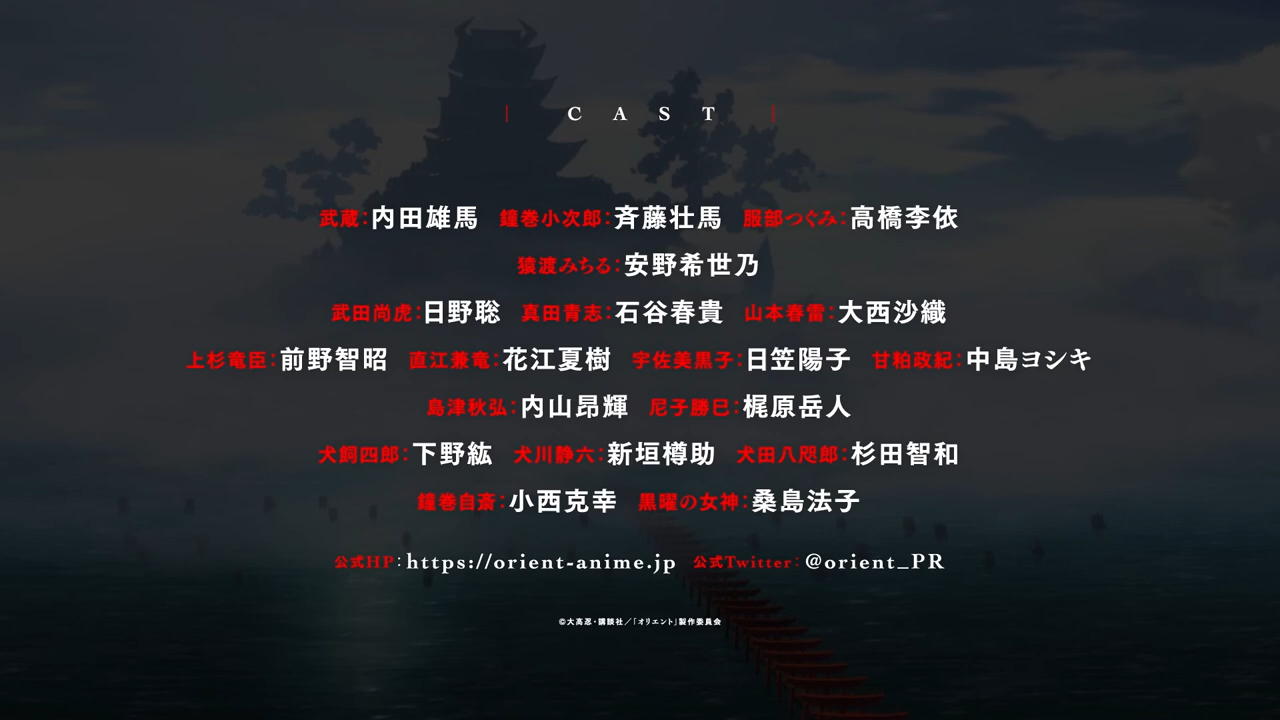 CAST
武蔵：内田雄馬 鐘巻小次郎：斉藤壮馬 服部つぐみ：高橋李依
猿渡みちる：安野希世乃
武田尚虎：日野聡 真田青志：石谷春貴 山本春雷：大西沙織
上杉竜臣：前野智昭 直江兼竜：花江夏樹 宇佐美黒子：日笠陽子 甘粕政紀：中島ヨシキ
島津秋弘：内山昂輝 尼子勝巳：梶原岳人
犬飼四郎：下野紘 犬川静六：新垣樽助 犬田八咫郎：杉田智和
鐘巻自斎：小西克幸 黒曜の女神：桑島法子
公式HP：https://orient-anime.jp 公式Twitter：@orient_PR
©大高忍・講談社／「オリエント」製作委員会